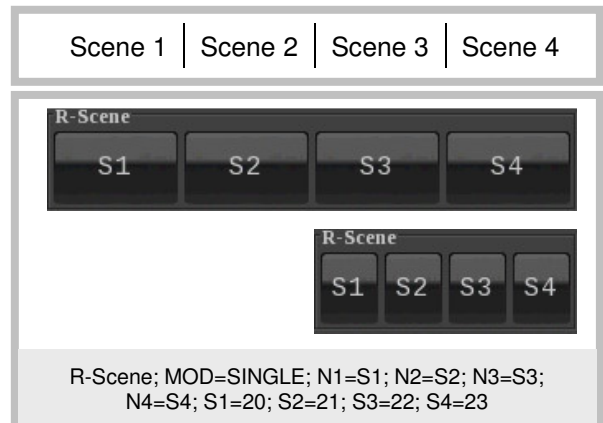 Scene 1 Scene 2 Scene 3 Scene 4
R-Scene
S1 S2 S3 S4
R-Scene
S1 S2 S3 S4
R-Scene; MOD=SINGLE; N1=S1; N2=S2; N3=S3;
N4=S4; S1=20; S2=21; S3=22; S4=23